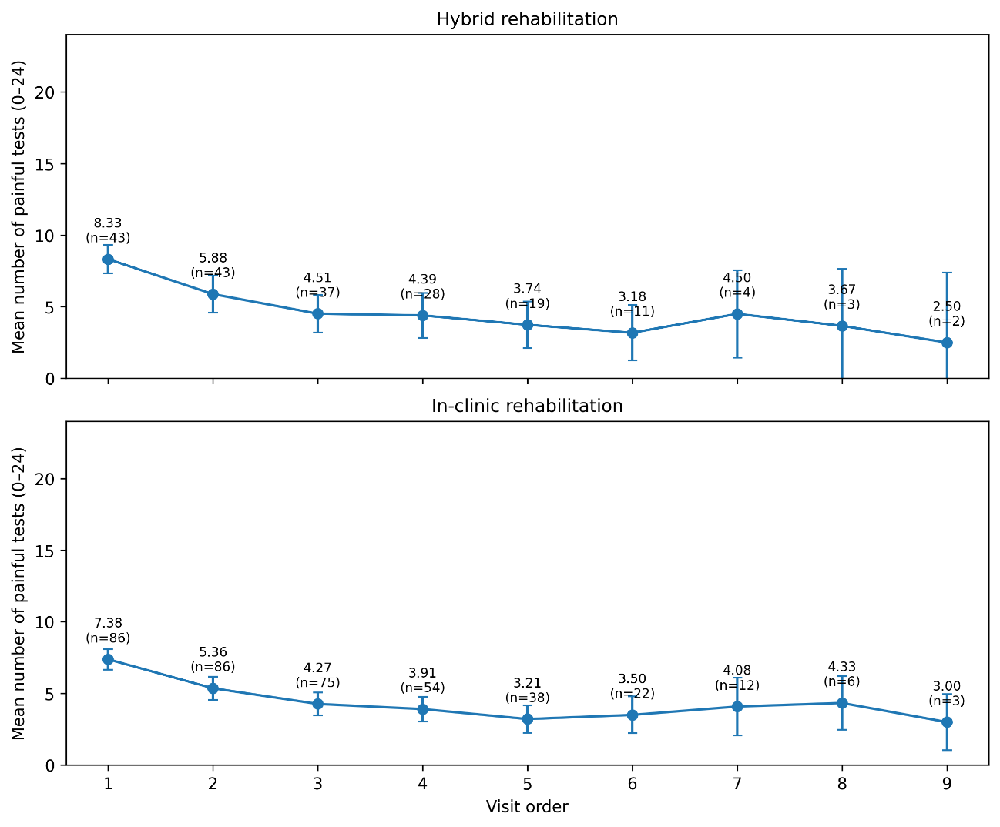 Hybrid rehabilitation
Mean number of painful tests (0–24)
20
15
10
5
0
8.33
(n=43)
5.88
(n=43)
4.51
(n=37)
4.39
(n=28)
3.74
(n=19)
3.18
(n=11)
4.50
(n=4)
3.67
(n=3)
2.50
(n=2)
In-clinic rehabilitation
Mean number of painful tests (0–24)
20
15
10
5
0
7.38
(n=86)
5.36
(n=86)
4.27
(n=75)
3.91
(n=54)
3.21
(n=38)
3.50
(n=22)
4.08
(n=12)
4.33
(n=6)
3.00
(n=3)
1 2 3 4 5 6 7 8 9
Visit order